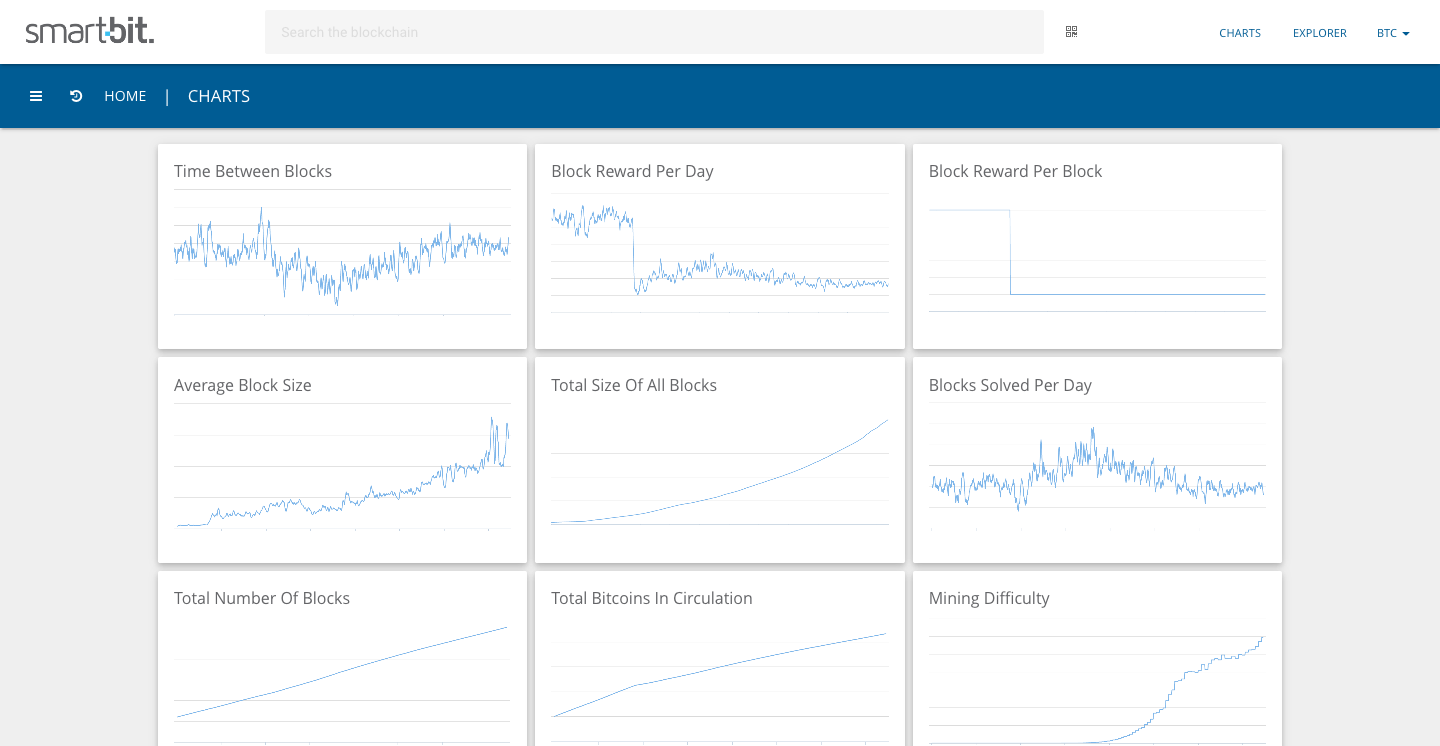 smartbit.
Search the blockchain
CHARTS
EXPLORER
BTC
HOME | CHARTS
Time Between Blocks
Block Reward Per Day
Block Reward Per Block
Average Block Size
Total Size Of All Blocks
Blocks Solved Per Day
Total Number Of Blocks
Total Bitcoins In Circulation
Mining Difficulty